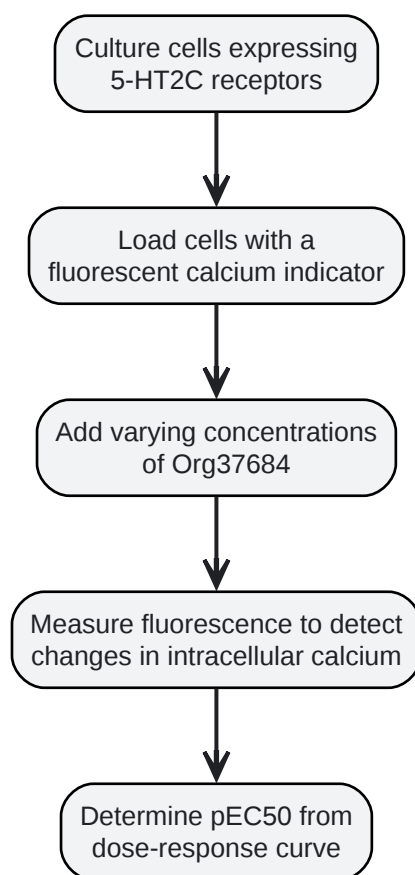 Culture cells expressing
5-HT2C receptors
Load cells with a
fluorescent calcium indicator
Add varying concentrations
of Org37684
Measure fluorescence to detect
changes in intracellular calcium
Determine pEC50 from
dose-response curve